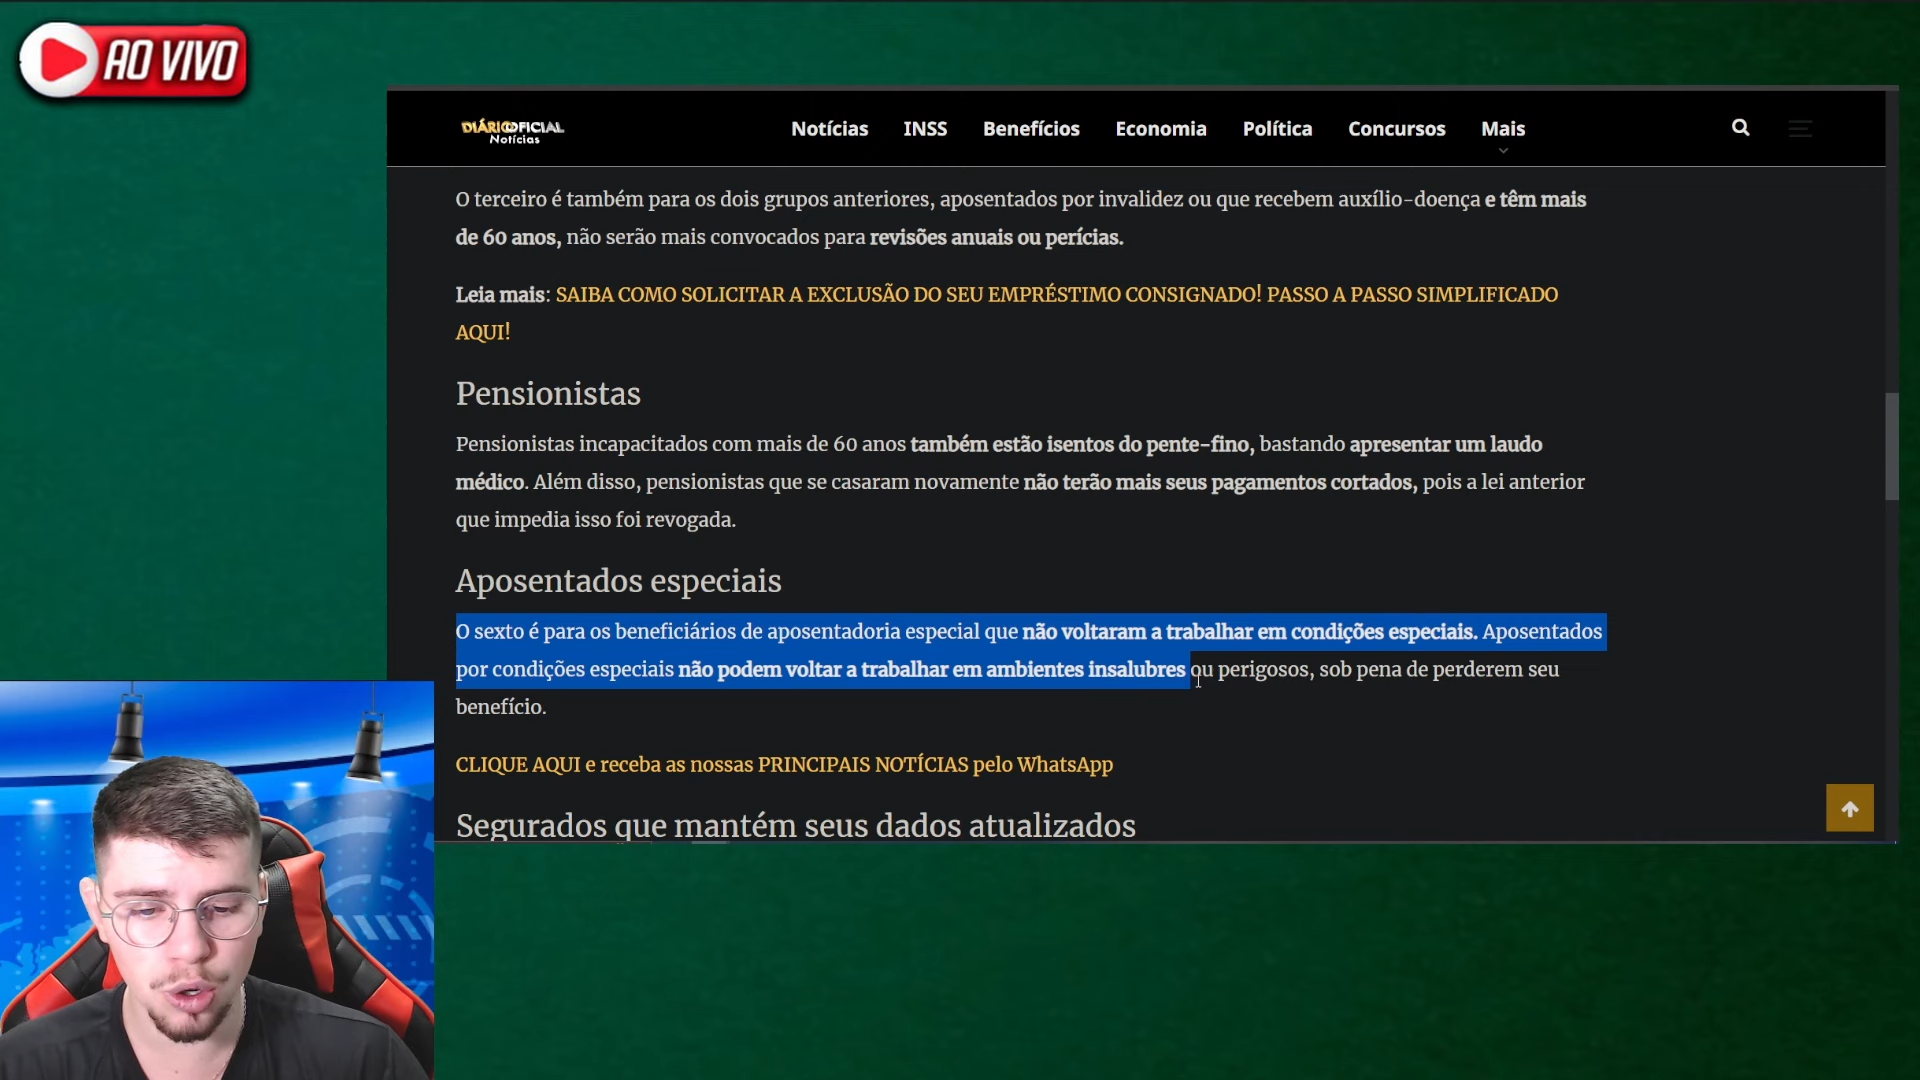 AO VIVO
DIÁRIO OFICIAL
Notícias
Notícias INSS Benefícios Economia Política Concursos Mais
O terceiro é também para os dois grupos anteriores, aposentados por invalidez ou que recebem auxílio-doença e têm mais
de 60 anos, não serão mais convocados para revisões anuais ou perícias.
Leia mais: SAIBA COMO SOLICITAR A EXCLUSÃO DO SEU EMPRÉSTIMO CONSIGNADO! PASSO A PASSO SIMPLIFICADO
AQUI!
Pensionistas
Pensionistas incapacitados com mais de 60 anos também estão isentos do pente-fino, bastando apresentar um laudo
médico. Além disso, pensionistas que se casaram novamente não terão mais seus pagamentos cortados, pois a lei anterior
que impedia isso foi revogada.
Aposentados especiais
O sexto é para os beneficiários de aposentadoria especial que não voltaram a trabalhar em condições especiais. Aposentados
por condições especiais não podem voltar a trabalhar em ambientes insalubres ou perigosos, sob pena de perderem seu
benefício.
CLIQUE AQUI e receba as nossas PRINCIPAIS NOTÍCIAS pelo WhatsApp
Segurados que mantém seus dados atualizados